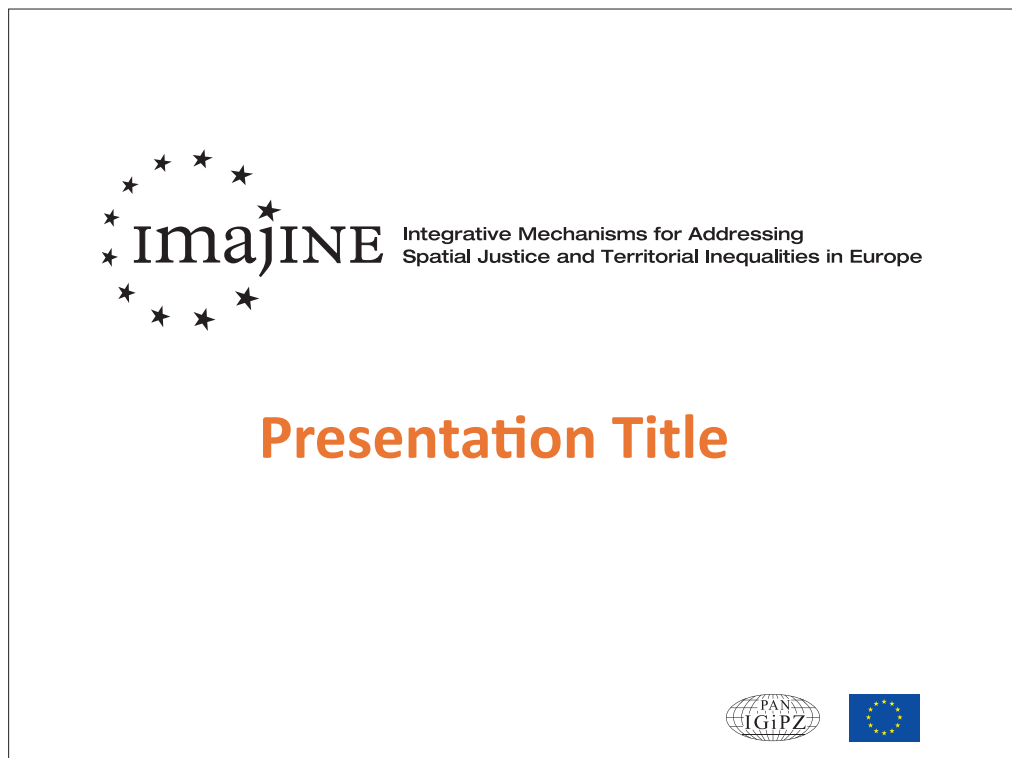 ImajINE
Integrative Mechanisms for Addressing
Spatial Justice and Territorial Inequalities in Europe
Presentation Title
PAN
IGiPZ